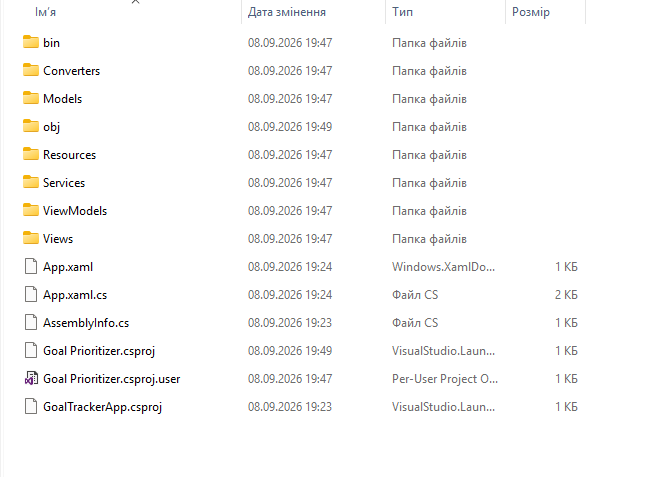 Ім'я Дата змінення Тип Розмір
bin 08.09.2026 19:47 Папка файлів
Converters 08.09.2026 19:47 Папка файлів
Models 08.09.2026 19:47 Папка файлів
obj 08.09.2026 19:49 Папка файлів
Resources 08.09.2026 19:47 Папка файлів
Services 08.09.2026 19:47 Папка файлів
ViewModels 08.09.2026 19:47 Папка файлів
Views 08.09.2026 19:47 Папка файлів
App.xaml 08.09.2026 19:24 Windows.XamlDo... 1 КБ
App.xaml.cs 08.09.2026 19:24 Файл CS 2 КБ
AssemblyInfo.cs 08.09.2026 19:23 Файл CS 1 КБ
Goal Prioritizer.csproj 08.09.2026 19:49 VisualStudio.Laun... 1 КБ
Goal Prioritizer.csproj.user 08.09.2026 19:47 Per-User Project O... 1 КБ
GoalTrackerApp.csproj 08.09.2026 19:23 VisualStudio.Laun... 1 КБ